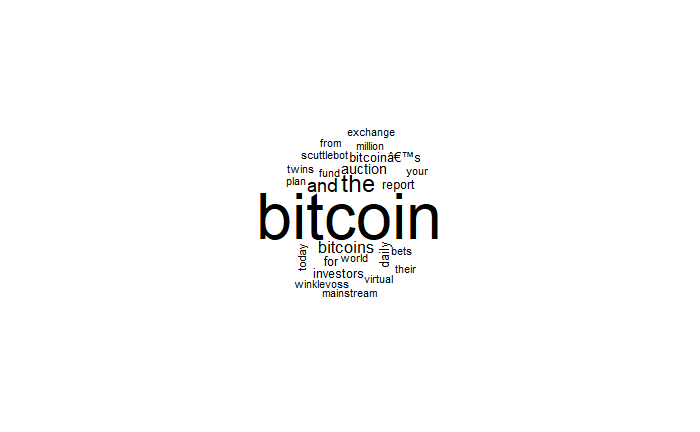 exchange
from million
scuttlebot bitcoinâ€™s
twins fund auction your
plan and the report
bitcoin
today bitcoins daily bets
for world
investors their
winklevoss virtual
mainstream